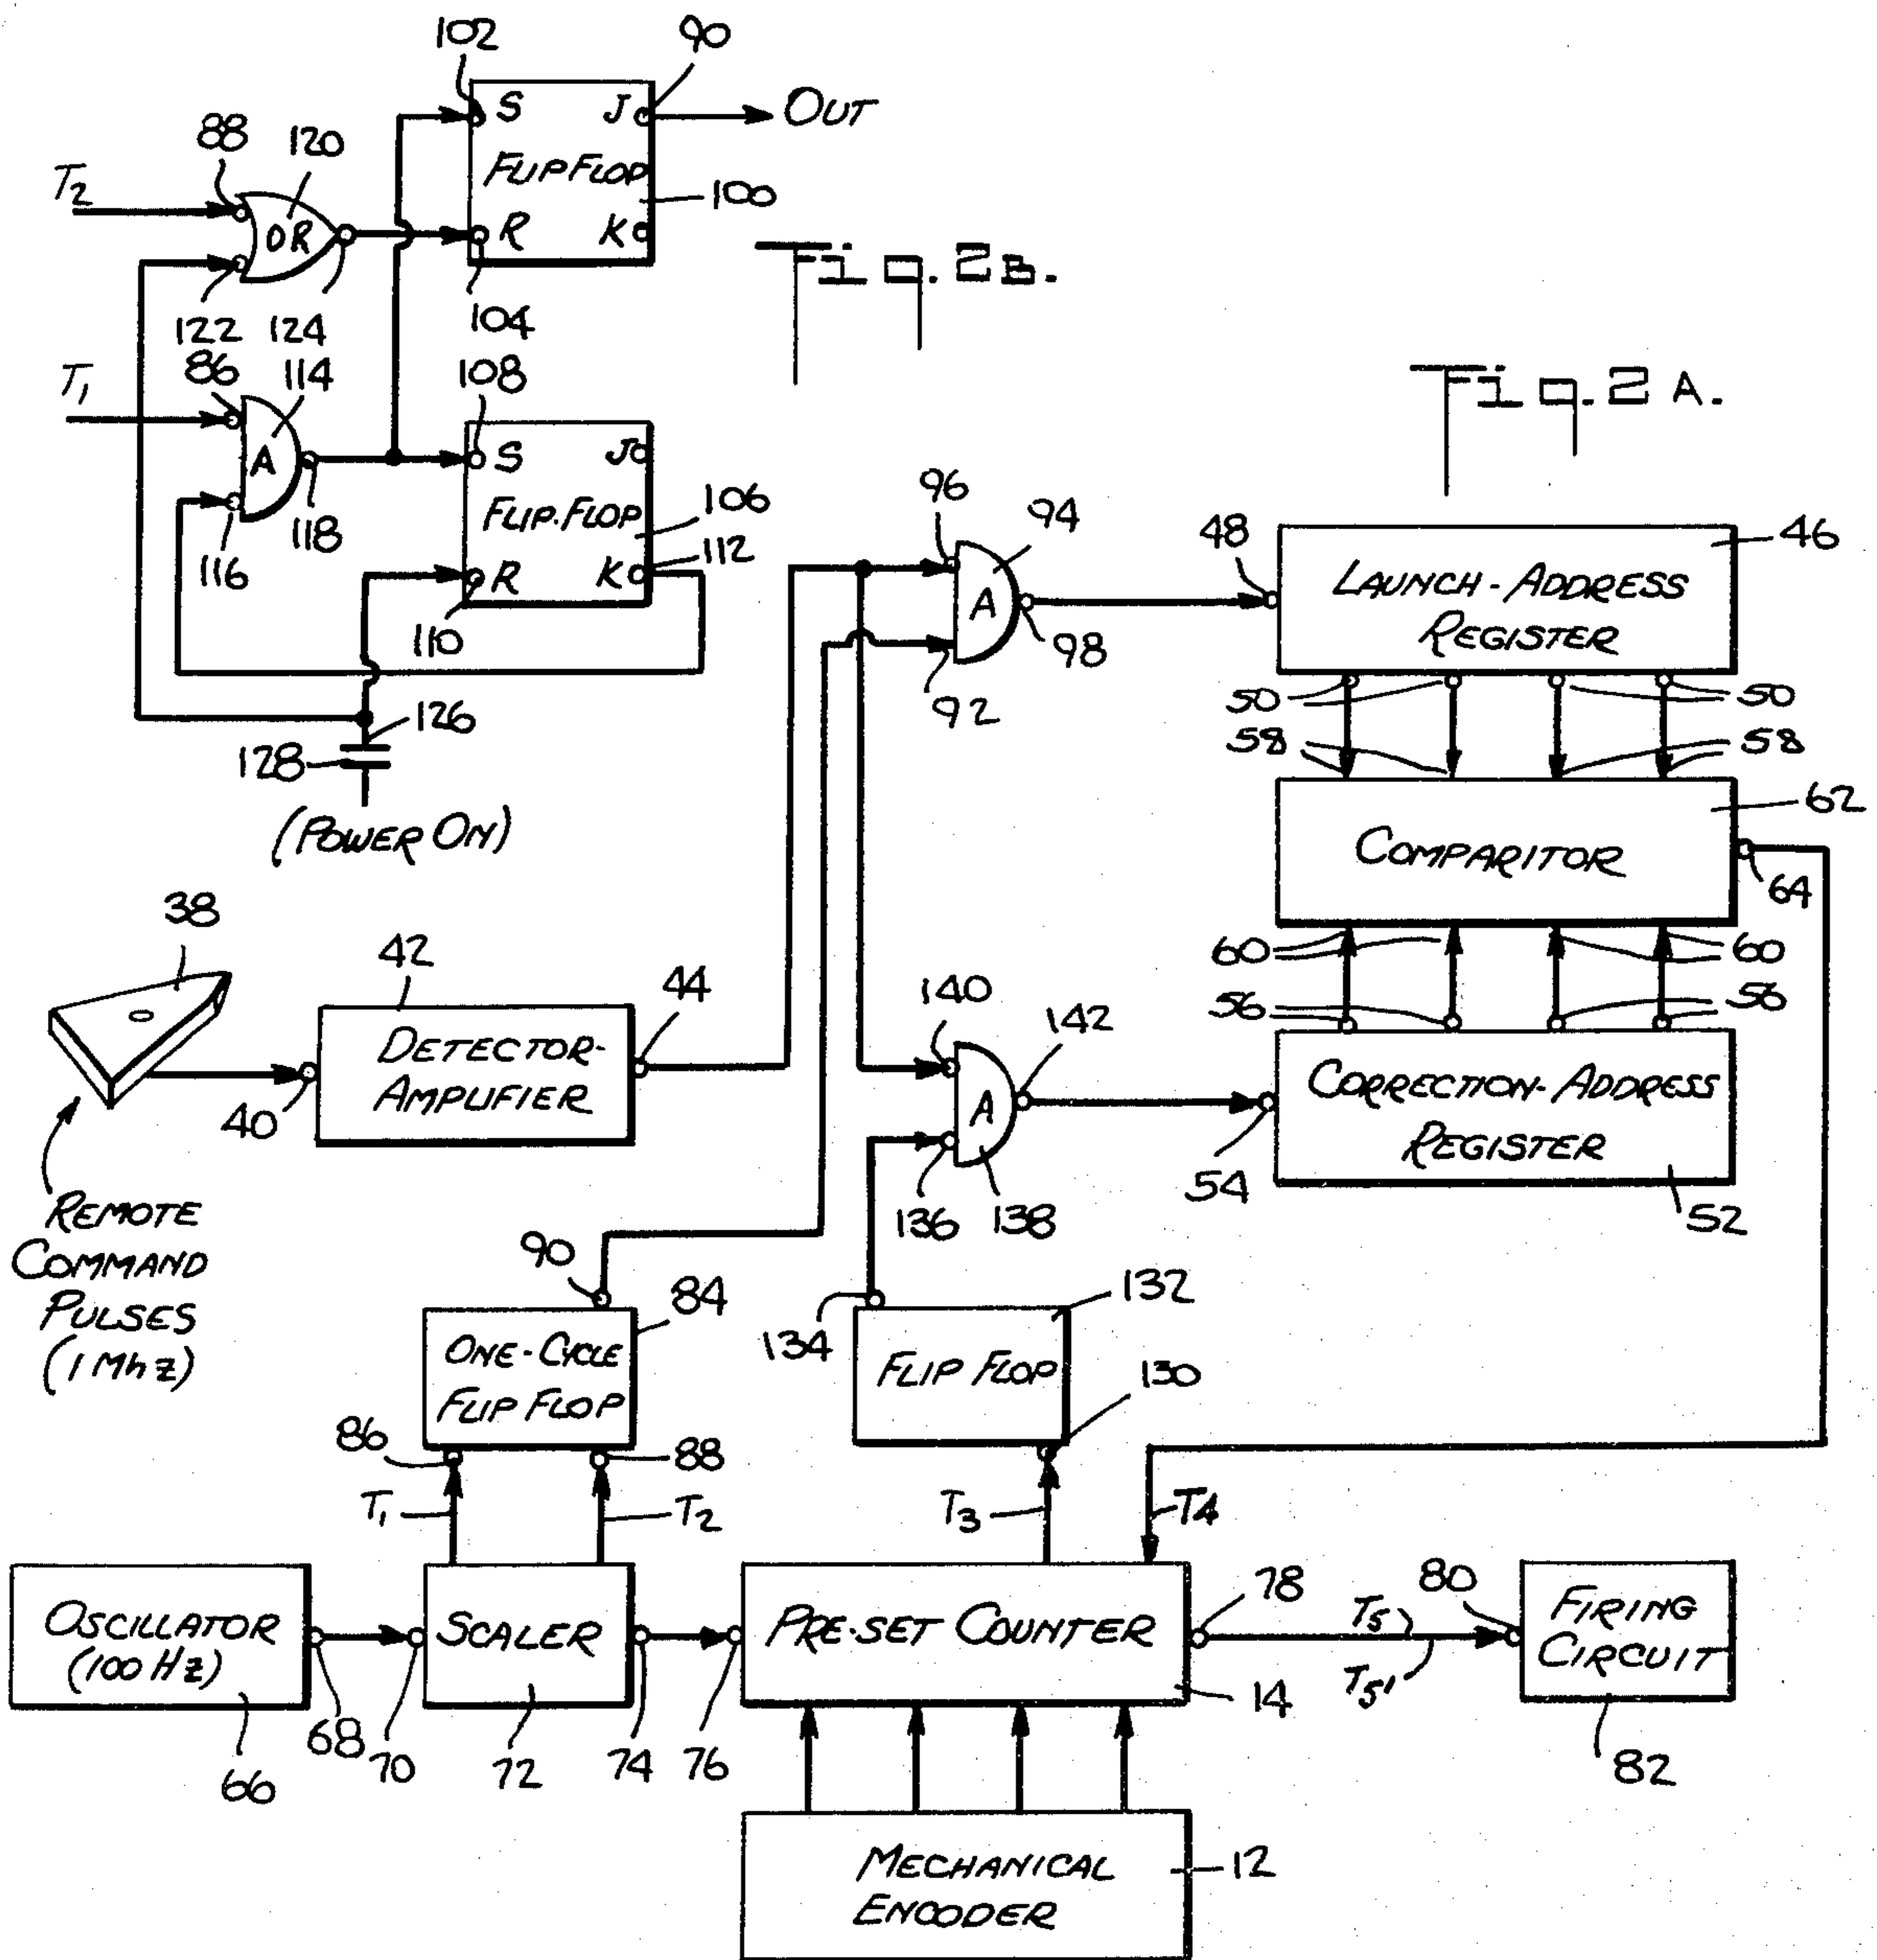 102
90
S
J
OUT
88
120
FLIP FLOP
T2
OR
100
R
K
Fig. 2B.
122
124
104
86
114
108
T1
Fig. 2A.
A
S
J
96
94
46
106
FLIP-FLOP
48
LAUNCH-ADDRESS
REGISTER
118
112
A
116
R
K
98
110
92
50
50
126
58
58
128
62
(POWER ON)
COMPARITOR
64
38
42
44
60
60
140
56
56
142
DETECTOR-
AMPLIFIER
CORRECTION-ADDRESS
REGISTER
A
40
54
136
138
52
REMOTE
COMMAND
PULSES
(1 Mhz)
90
84
132
134
ONE-CYCLE
FLIP FLOP
FLIP FLOP
130
86
88
T1
T2
T3
T4
78
80
OSCILLATOR
(100 Hz)
SCALER
PRE-SET COUNTER
T5
T5'
FIRING
CIRCUIT
14
68
70
72
74
76
66
82
MECHANICAL
ENCODER
12